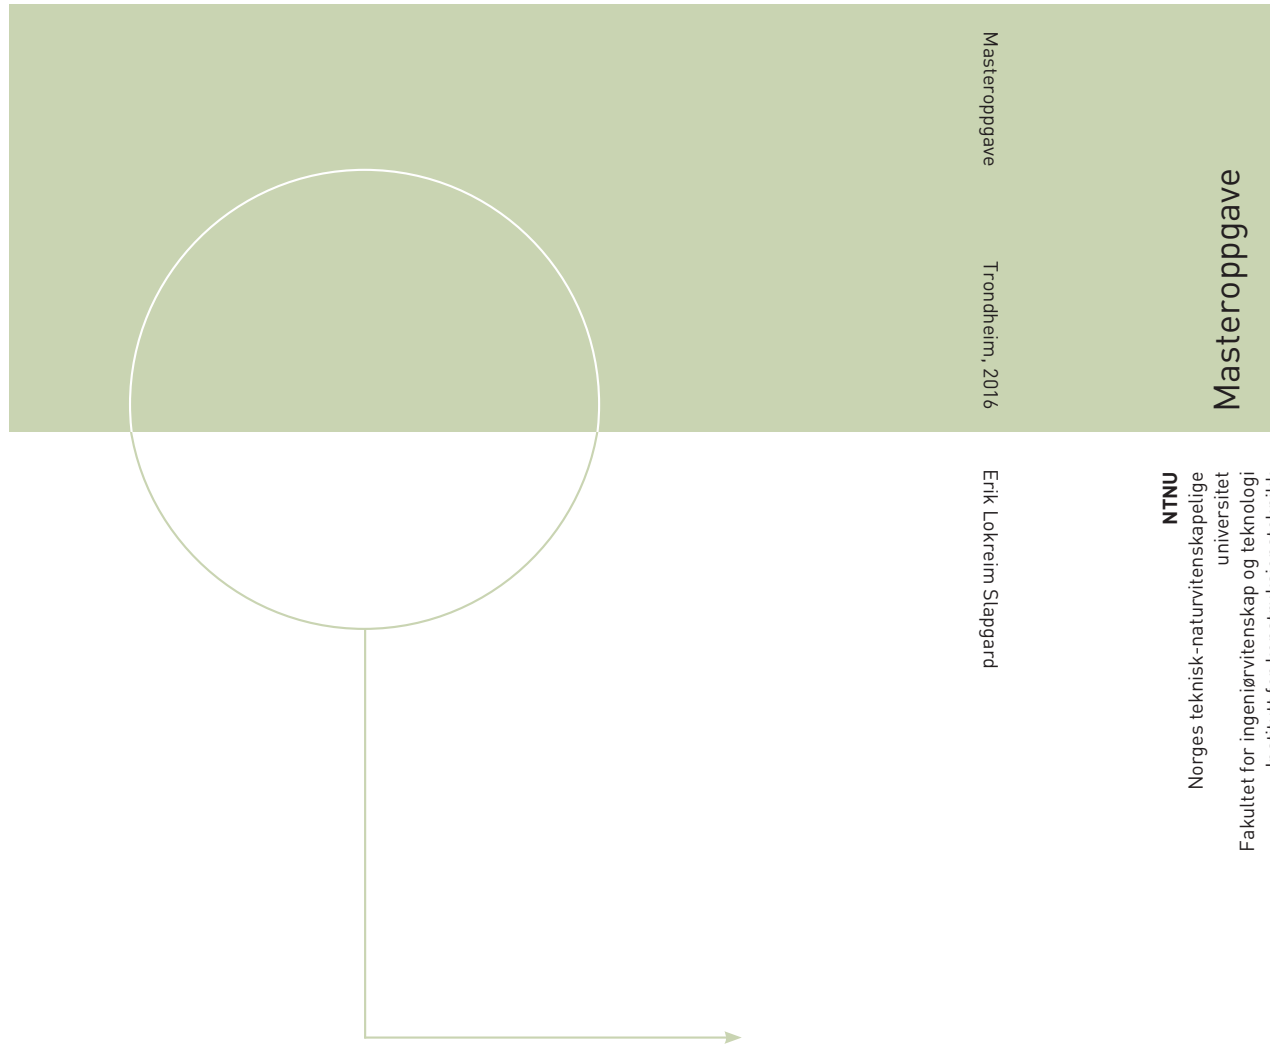 Masteroppgave
Trondheim, 2016
Erik Lokreim Slapgard
Masteroppgave
NTNU
Norges teknisk-naturvitenskapelige
universitet
Fakultet for ingeniørvitenskap og teknologi